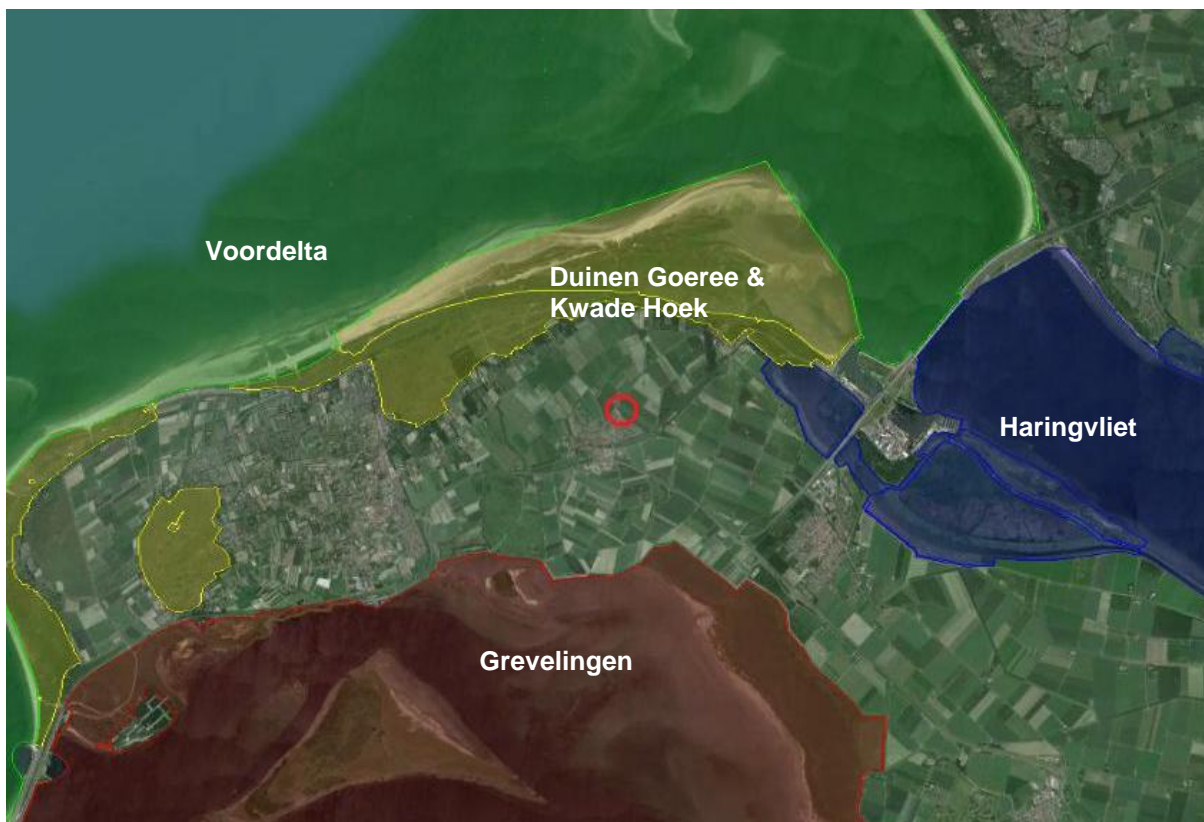 Voordelta
Duinen Goeree &
Kwade Hoek
Haringvliet
Grevelingen